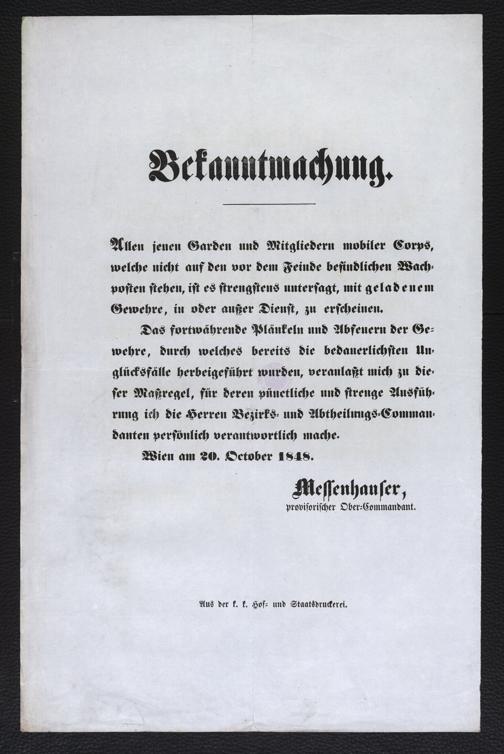 Bekanntmachung.
Allen jenen Garden und Mitgliedern mobiler Corps,
welche nicht auf den vor dem Feinde befindlichen Wach-
posten stehen, ist es strengstens untersagt, mit geladenem
Gewehre, in oder außer Dienst, zu erscheinen.
Das fortwährende Plänkeln und Abfeuern der Ge-
wehre, durch welches bereits die bedauerlichsten Un-
glücksfälle herbeigeführt wurden, veranlaßt mich zu die-
ser Maßregel, für deren pünctliche und strenge Ausfüh-
rung ich die Herren Bezirks- und Abtheilungs-Comman-
danten persönlich verantwortlich mache.
Wien am 20. October 1848.
Messenhauser,
provisorischer Ober-Commandant.
Aus der k. k. Hof- und Staatsdruckerei.